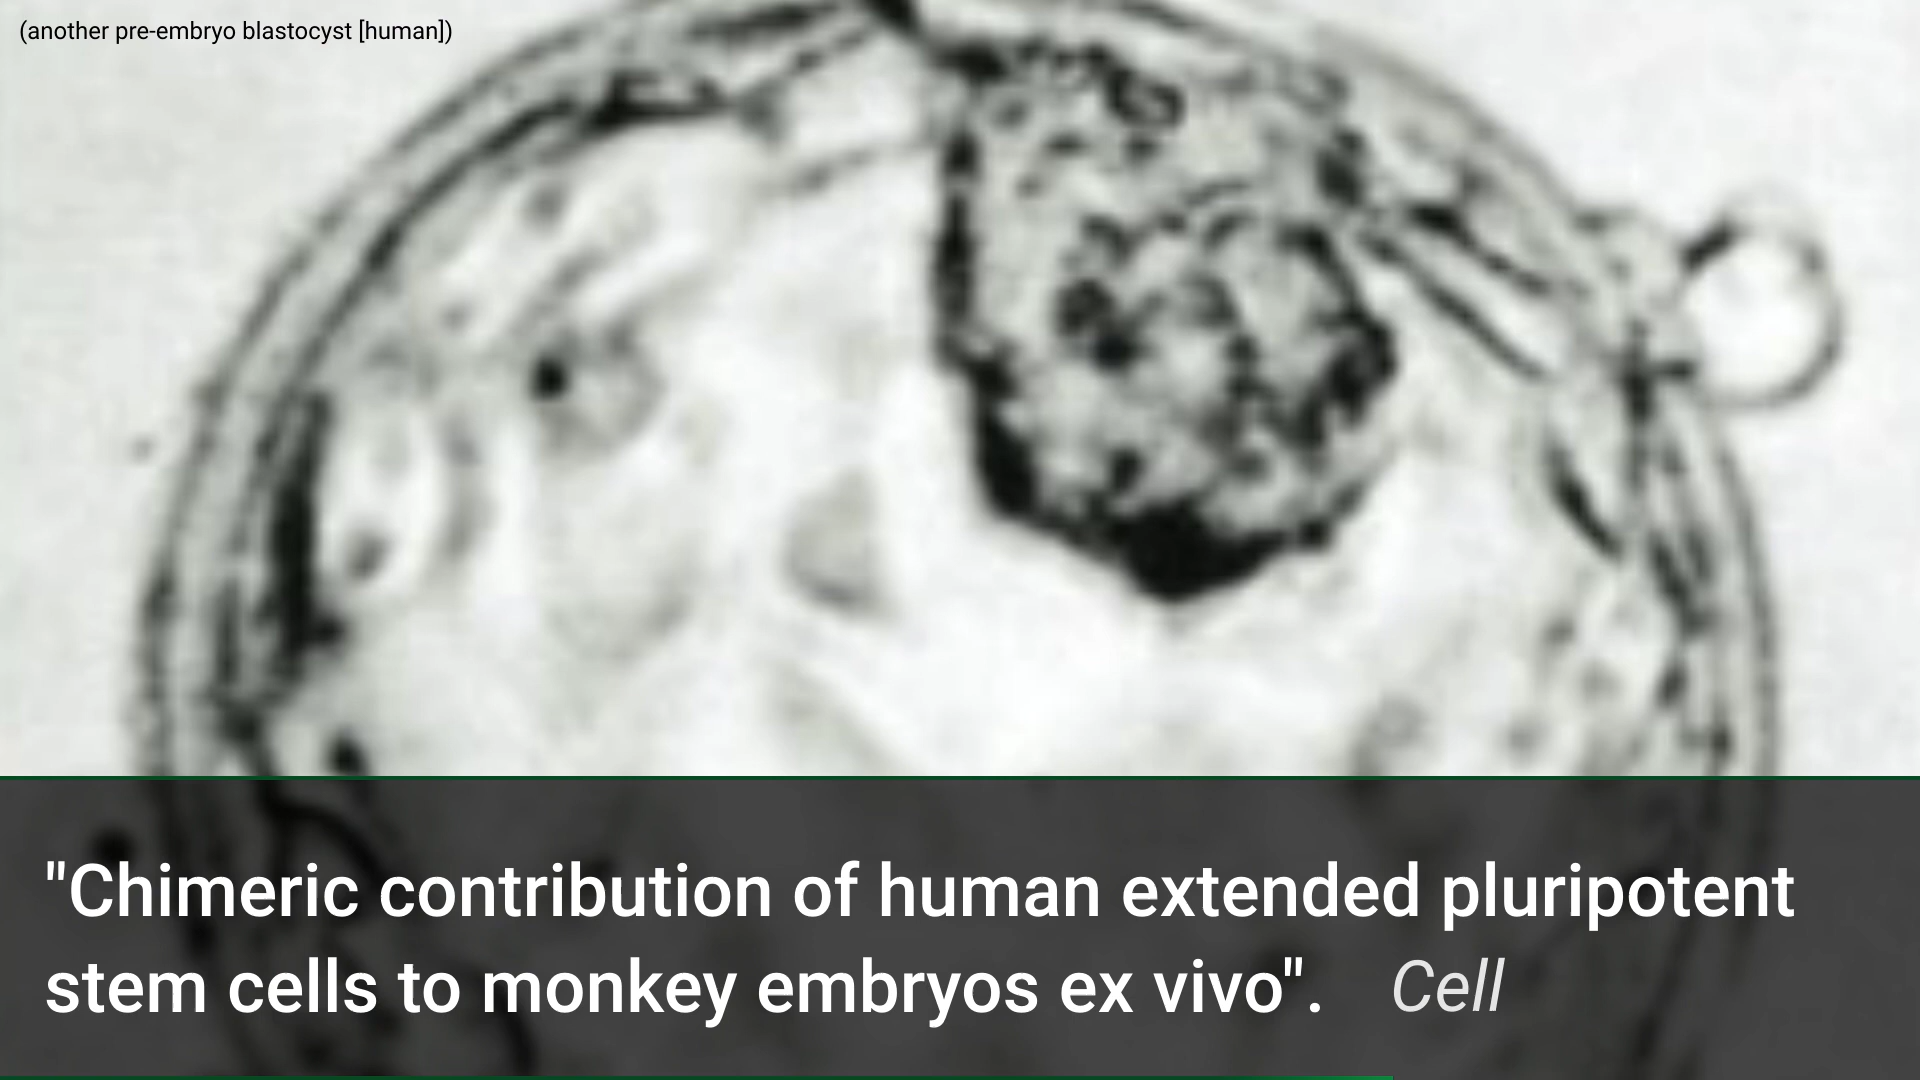 (another pre-embryo blastocyst [human])
"Chimeric contribution of human extended pluripotent
stem cells to monkey embryos ex vivo". Cell